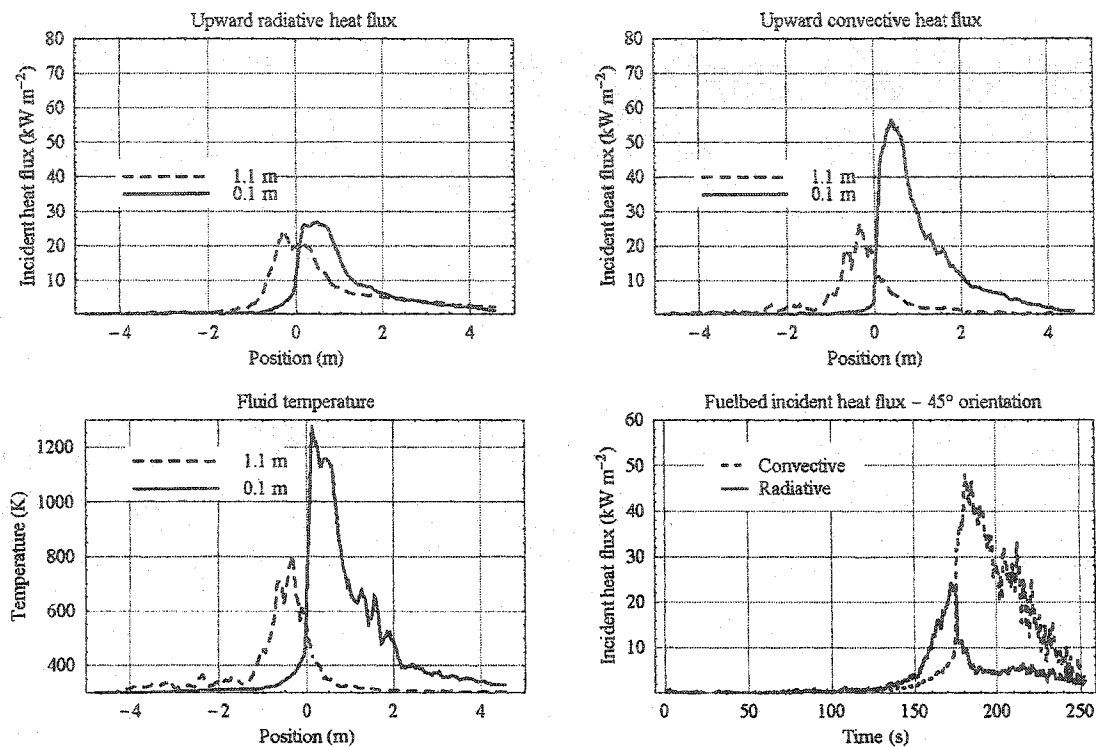 Upward radiative heat flux
80
70
60
50
40
30
20
10
Incident heat flux (kW m⁻²)
1.1 m
0.1 m
−4
−2
0
2
4
Position (m)
Upward convective heat flux
80
70
60
50
40
30
20
10
Incident heat flux (kW m⁻²)
1.1 m
0.1 m
−4
−2
0
2
4
Position (m)
Fluid temperature
1200
1000
800
600
400
Temperature (K)
1.1 m
0.1 m
−4
−2
0
2
4
Position (m)
Fuelbed incident heat flux – 45° orientation
60
50
40
30
20
10
Incident heat flux (kW m⁻²)
Convective
Radiative
0
50
100
150
200
250
Time (s)